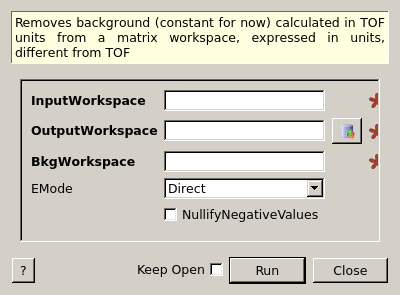 Removes background (constant for now) calculated in TOF
units from a matrix workspace, expressed in units,
different from TOF
InputWorkspace
OutputWorkspace
BkgWorkspace
EMode Direct
NullifyNegativeValues
? Keep Open Run Close